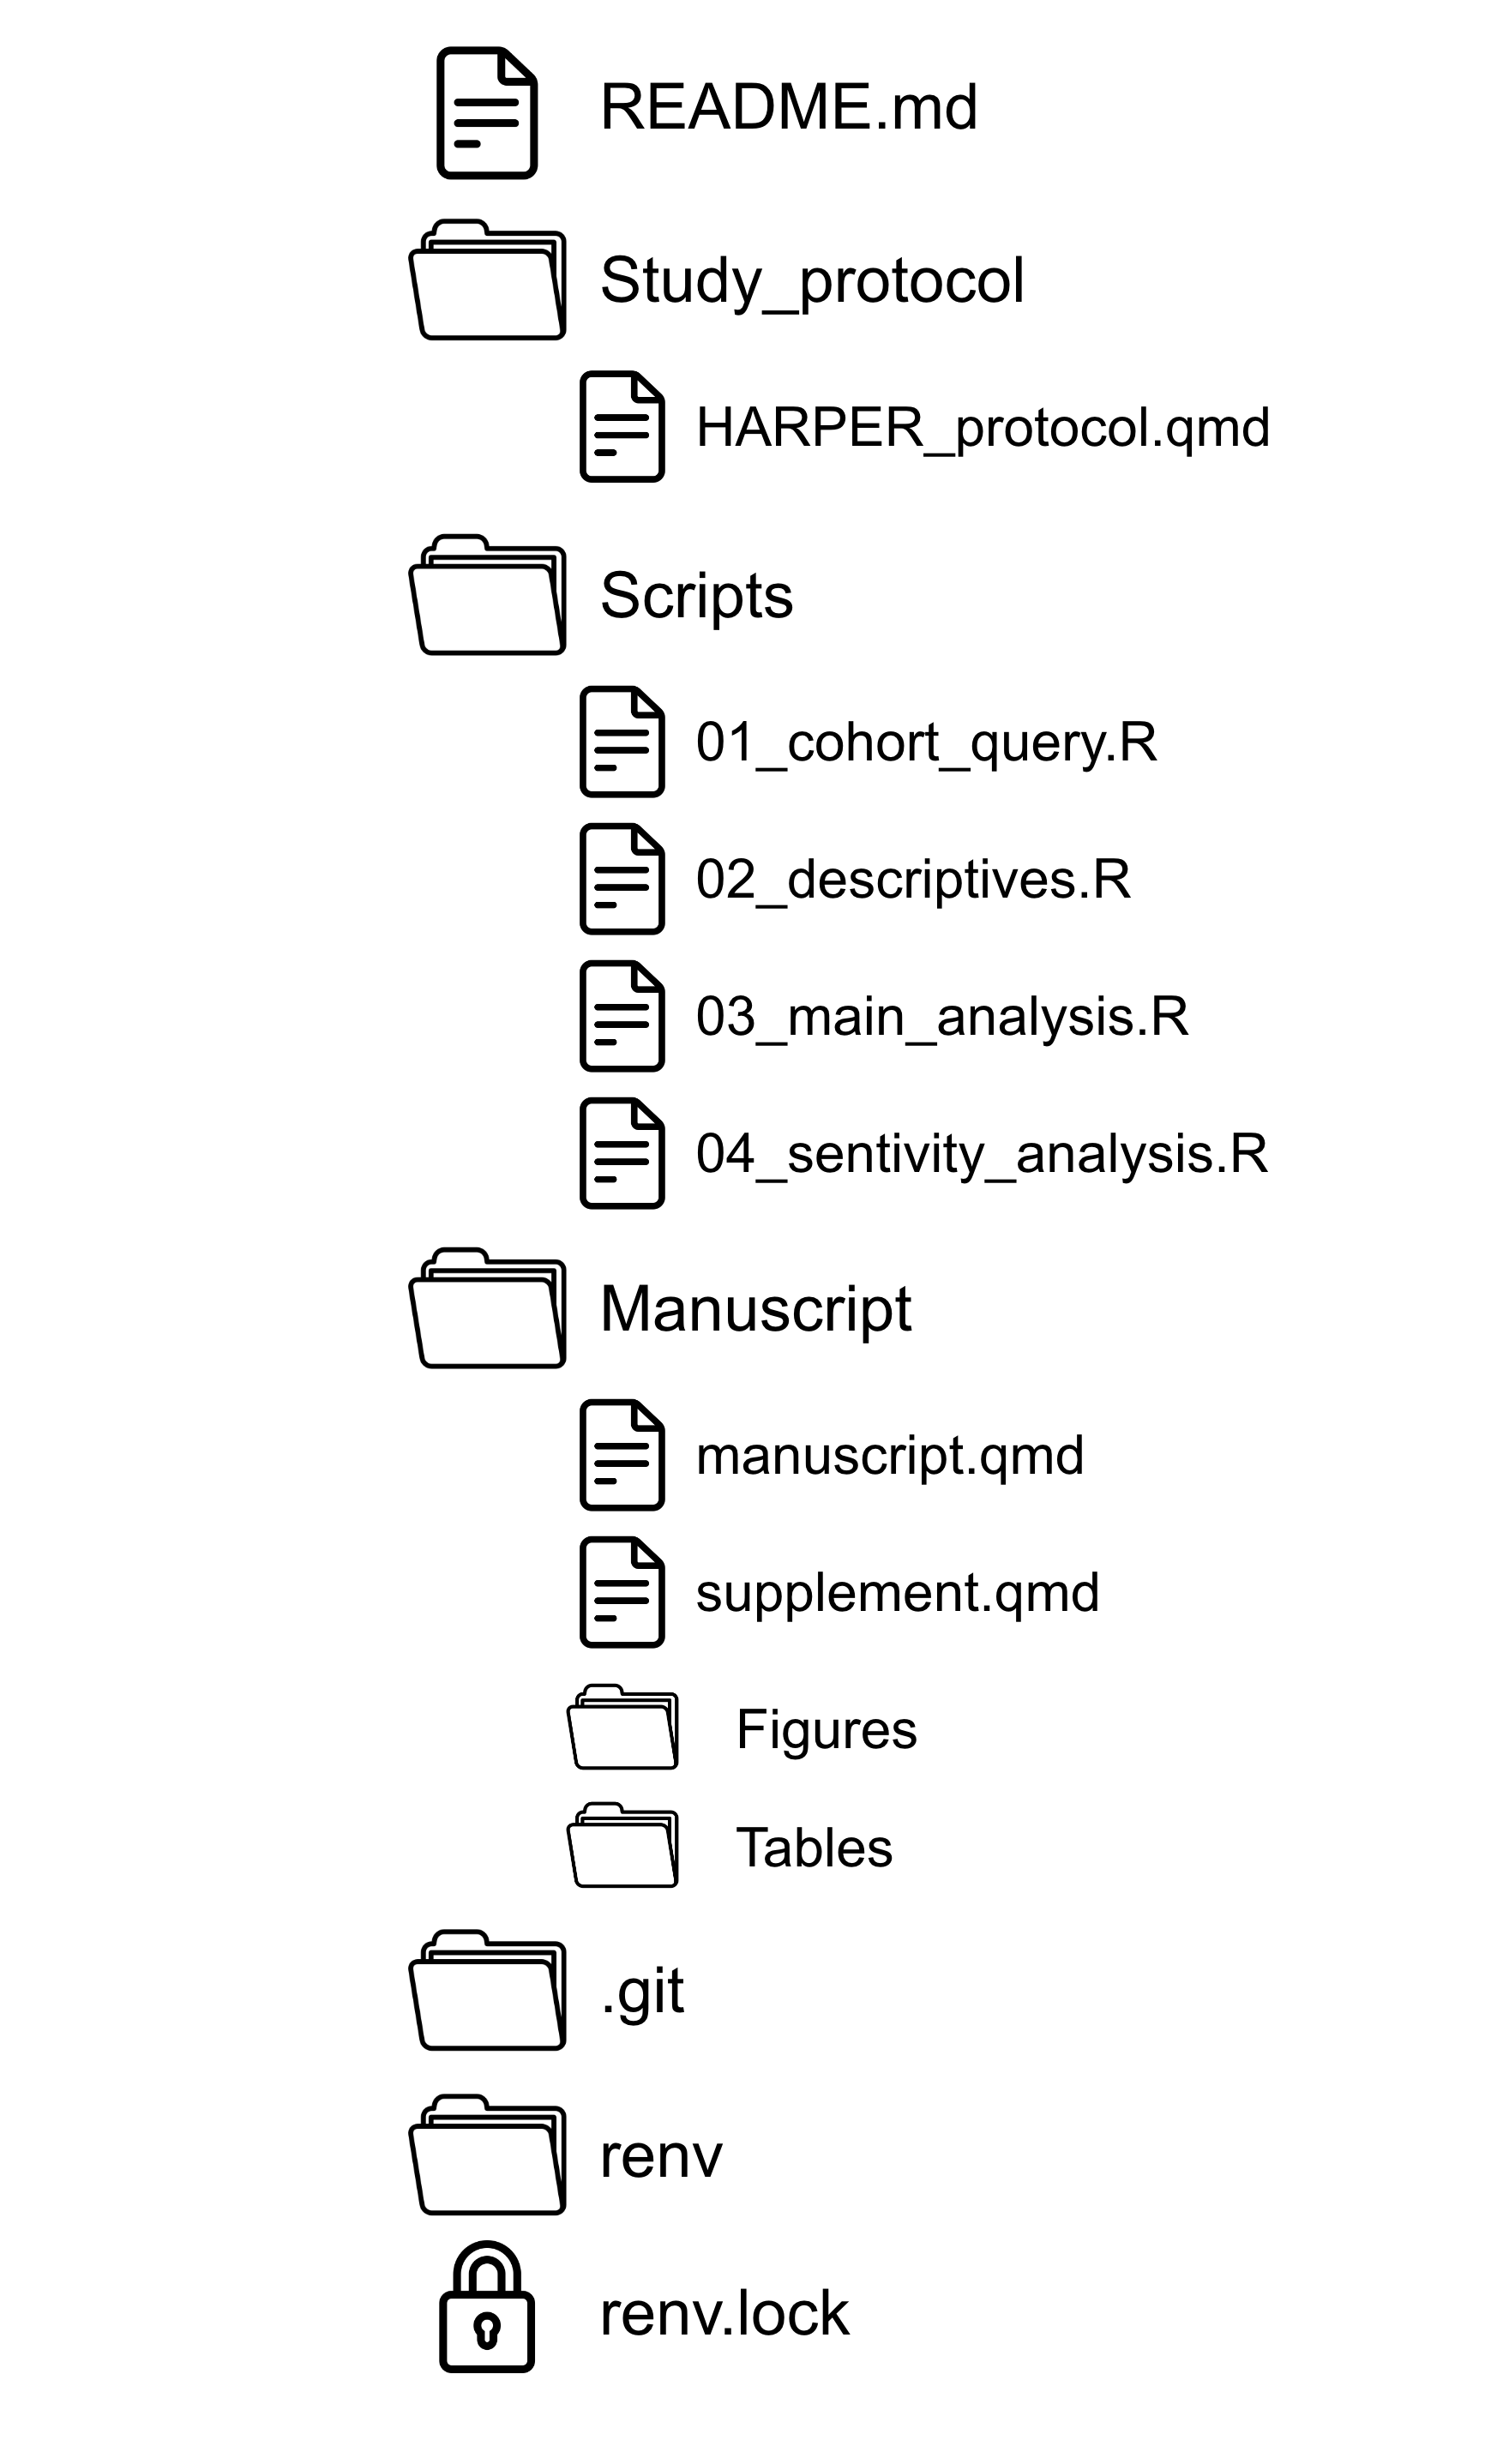 README.md
Study_protocol
HARPER_protocol.qmd
Scripts
01_cohort_query.R
02_descriptives.R
03_main_analysis.R
04_sentivity_analysis.R
Manuscript
manuscript.qmd
supplement.qmd
Figures
Tables
.git
renv
renv.lock